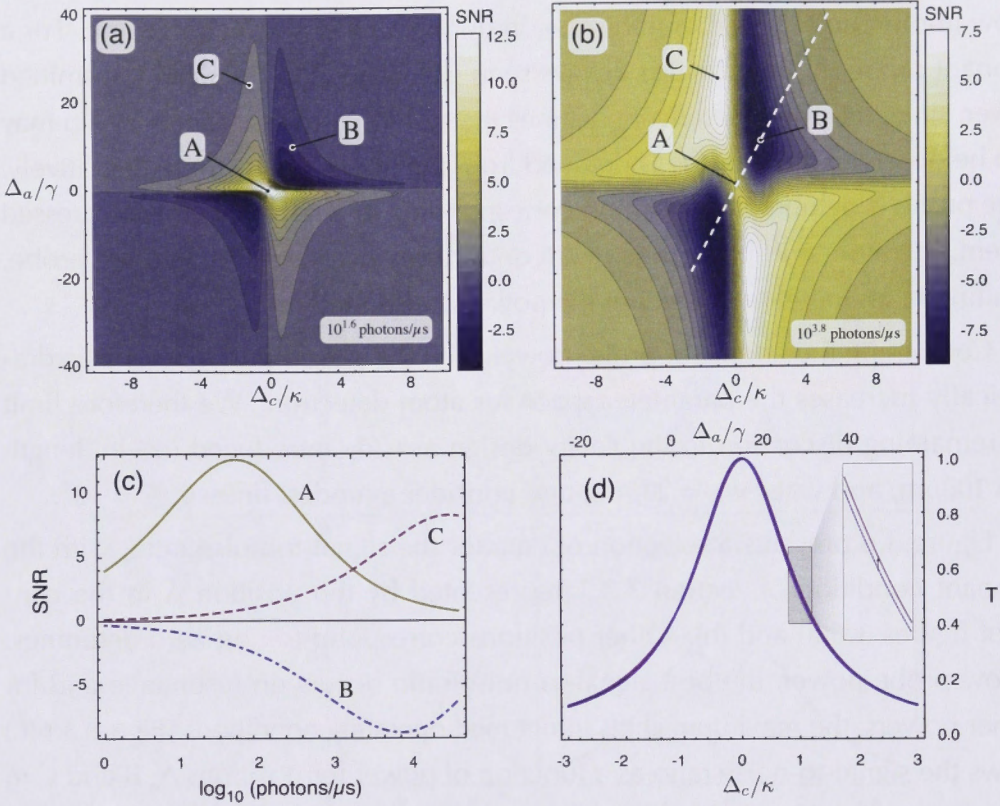 SNR
(a)
40
20
0
-20
-40
Δa/γ
-8 -4 0 4 8
Δc/κ
A
B
C
10^1.6 photons/μs
12.5
10.0
7.5
5.0
2.5
0.0
-2.5
SNR
(b)
A
B
C
10^3.8 photons/μs
-8 -4 0 4 8
Δc/κ
7.5
5.0
2.5
0.0
-2.5
-5.0
-7.5
(c)
SNR
10
5
0
-5
A
C
B
0 1 2 3 4
log10 (photons/μs
(d)
Δa/γ
-20 0 20 40
1.0
0.8
0.6
0.4
0.2
0.0
T
-3 -2 -1 0 1 2 3
Δc/κ